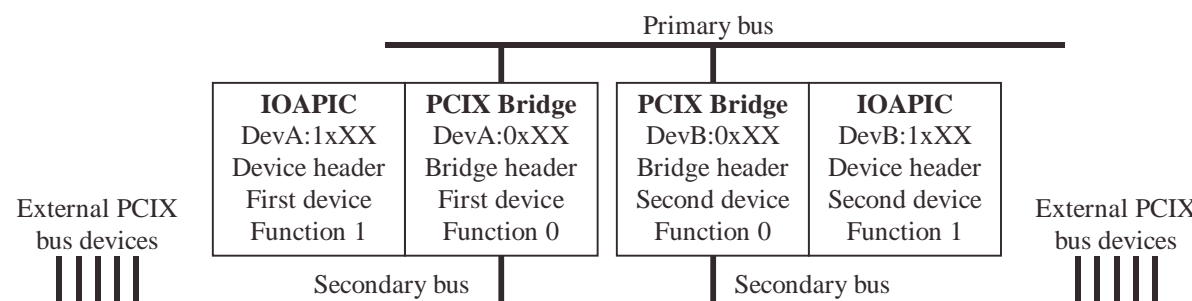 Primary bus
IOAPIC
DevA:1xXX
Device header
First device
Function 1
PCIX Bridge
DevA:0xXX
Bridge header
First device
Function 0
PCIX Bridge
DevB:0xXX
Bridge header
Second device
Function 0
IOAPIC
DevB:1xXX
Device header
Second device
Function 1
External PCIX
bus devices
External PCIX
bus devices
Secondary bus
Secondary bus